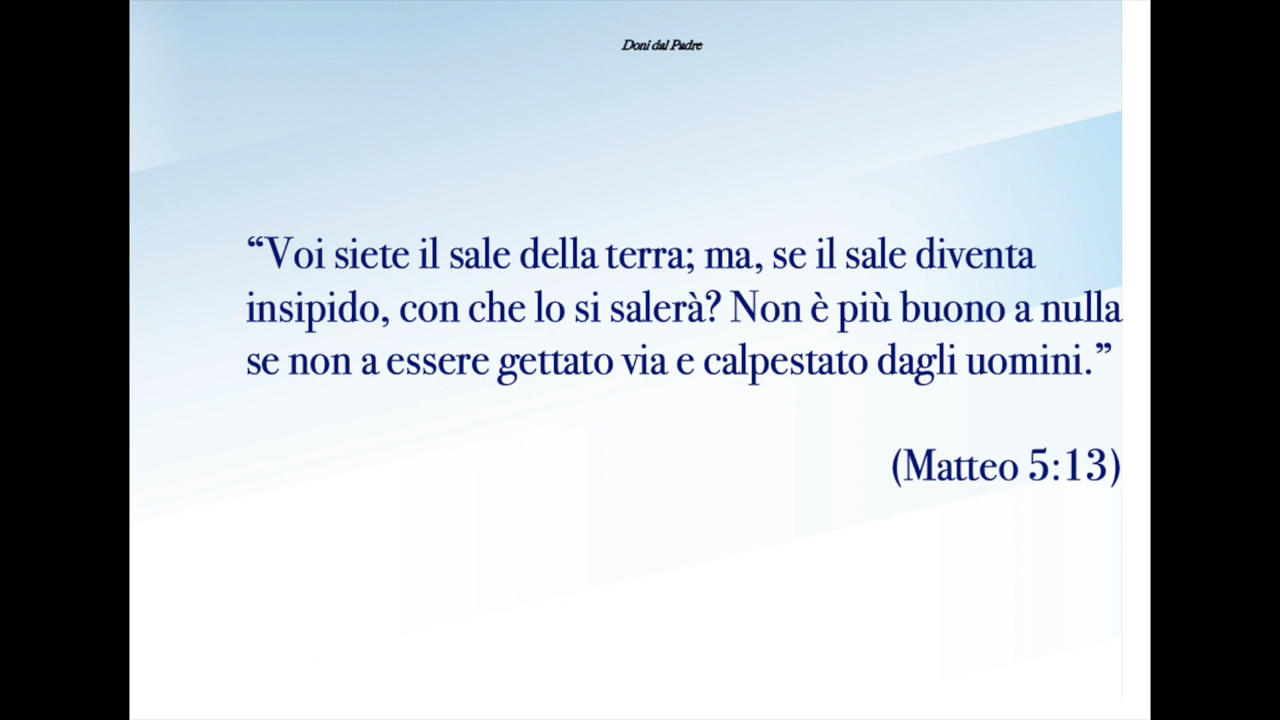 Doni dal Padre
“Voi siete il sale della terra; ma, se il sale diventa
insipido, con che lo si salerà? Non è più buono a nulla
se non a essere gettato via e calpestato dagli uomini.”
(Matteo 5:13)